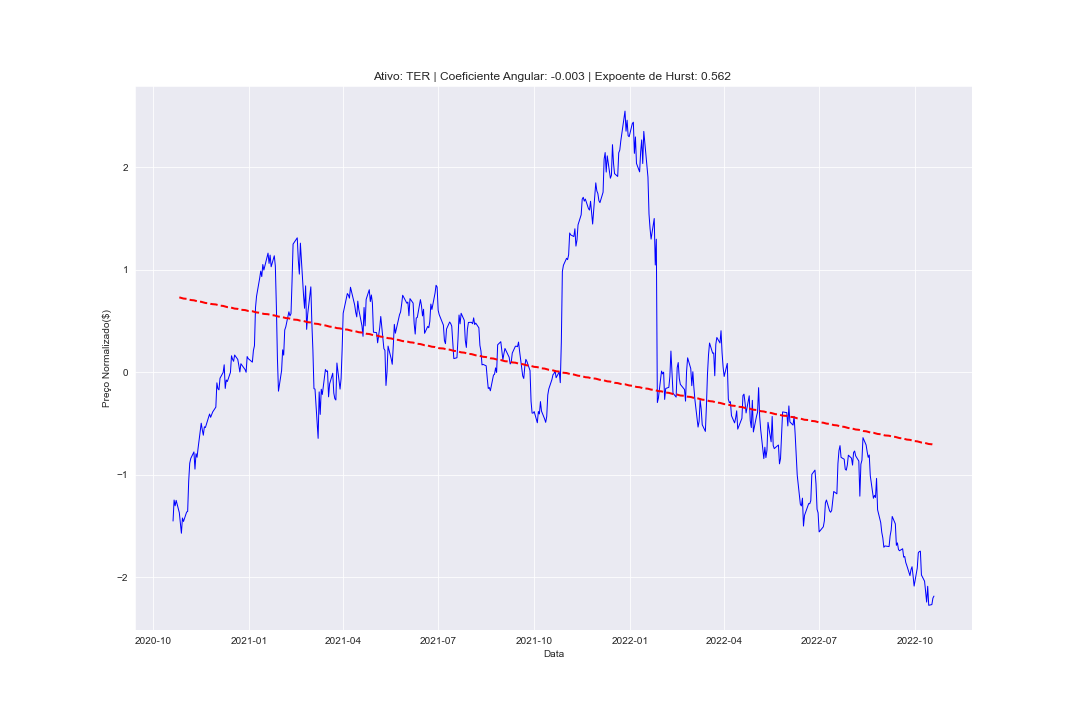 Ativo: TER | Coeficiente Angular: -0.003 | Expoente de Hurst: 0.562
Preço Normalizado($)
2
1
0
−1
−2
2020-10 2021-01 2021-04 2021-07 2021-10 2022-01 2022-04 2022-07 2022-10
Data